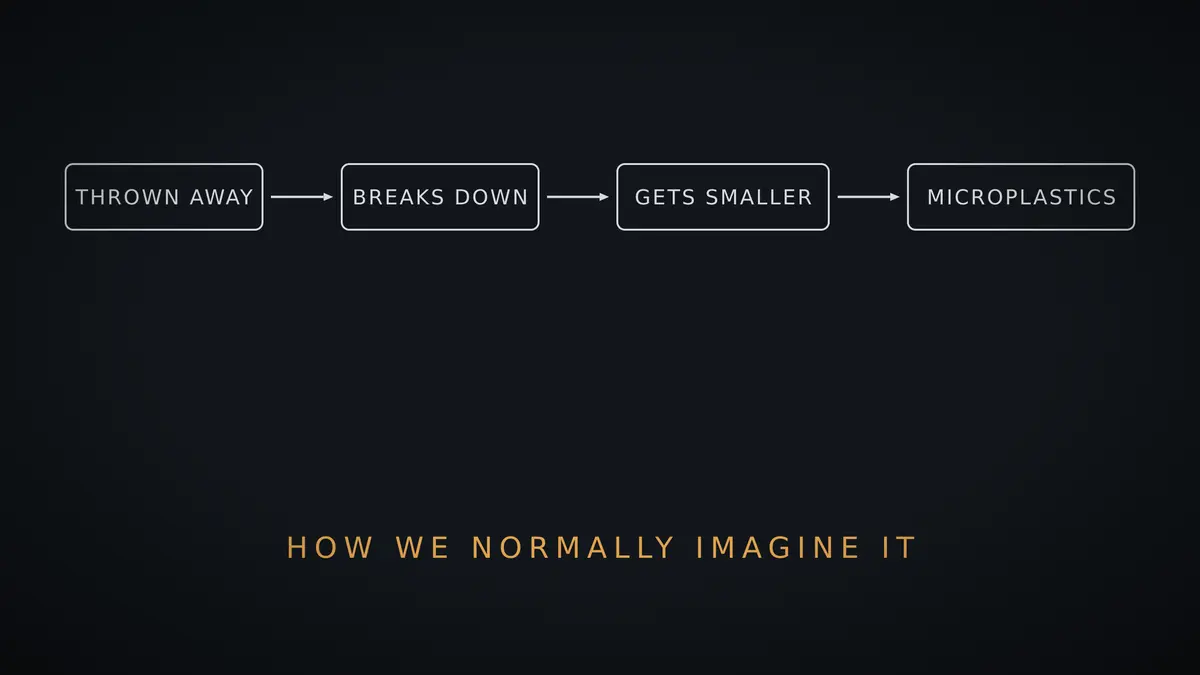 THROWN AWAY
BREAKS DOWN
GETS SMALLER
MICROPLASTICS
HOW WE NORMALLY IMAGINE IT